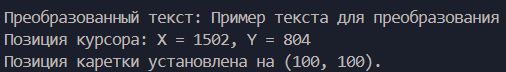 Преобразованный текст: Пример текста для преобразования
Позиция курсора: X = 1502, Y = 804
Позиция каретки установлена на (100, 100).